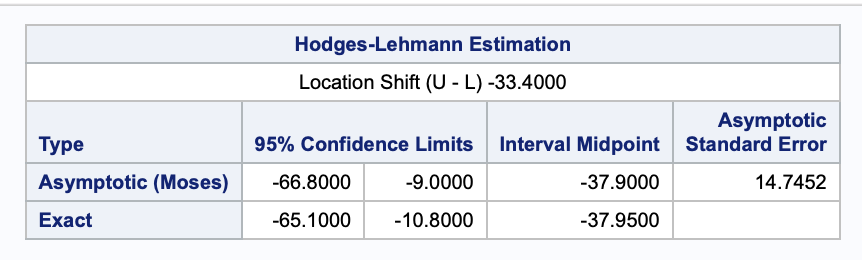 Hodges-Lehmann Estimation
Location Shift (U - L) -33.4000
Type 95% Confidence Limits Interval Midpoint Asymptotic Standard Error
Asymptotic (Moses) -66.8000 -9.0000 -37.9000 14.7452
Exact -65.1000 -10.8000 -37.9500